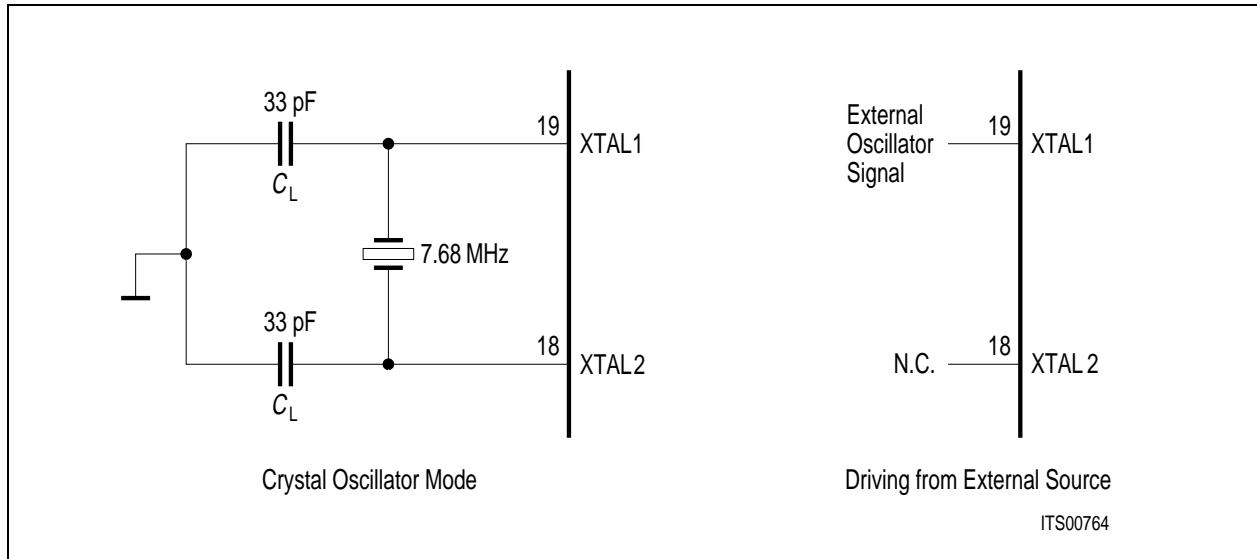 33 pF
C_L
19
XTAL1
7.68 MHz
33 pF
C_L
18
XTAL2
Crystal Oscillator Mode
External
Oscillator
Signal
19
XTAL1
N.C.
18
XTAL 2
Driving from External Source
ITS00764